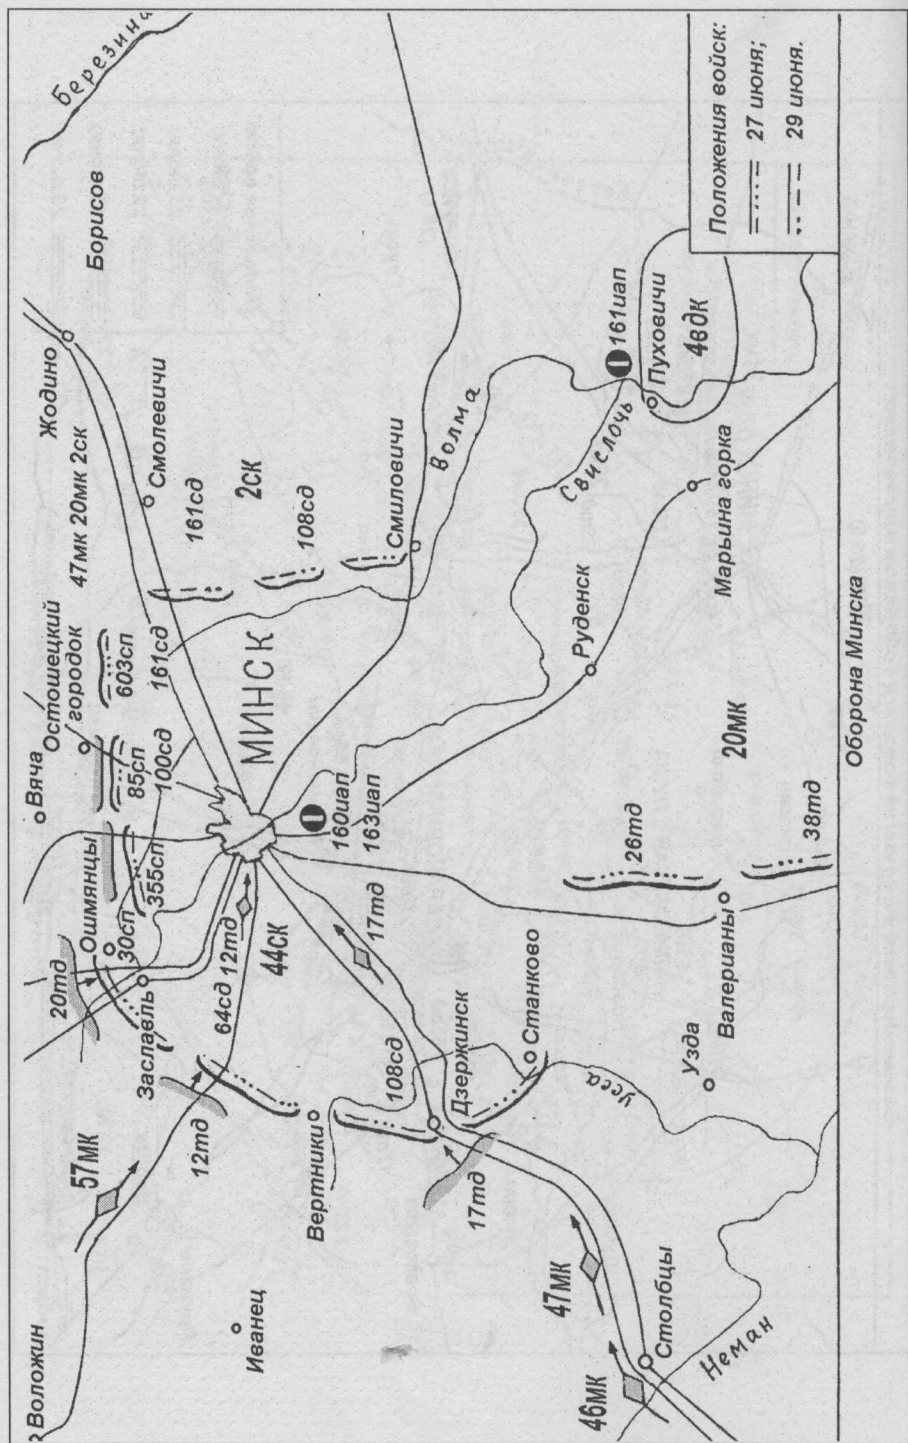 Воложин
57мк
20тд
Ошмянцы
30сп
355сп
Вяча
Остошецкий
городок
85сп
603сп
100сд
161сд
47мк 20мк 2ск
Жодино
Борисов
Березина
Смолевичи
161сд
2ск
108сд
Смиловичи
Волма
Заславль
12тд
64сд
12тд
44ск
МИНСК
160иап
163иап
Иванец
Вертники
108сд
Дзержинск
17тд
17тд
Станково
Усса
Узда
Валерианы
26тд
20мк
38тд
Руденск
Марьина горка
Свислочь
161иап
Пуховичи
4вдк
47мк
46мк
Столбцы
Неман
Положения войск:
27 июня;
29 июня.
Оборона Минска